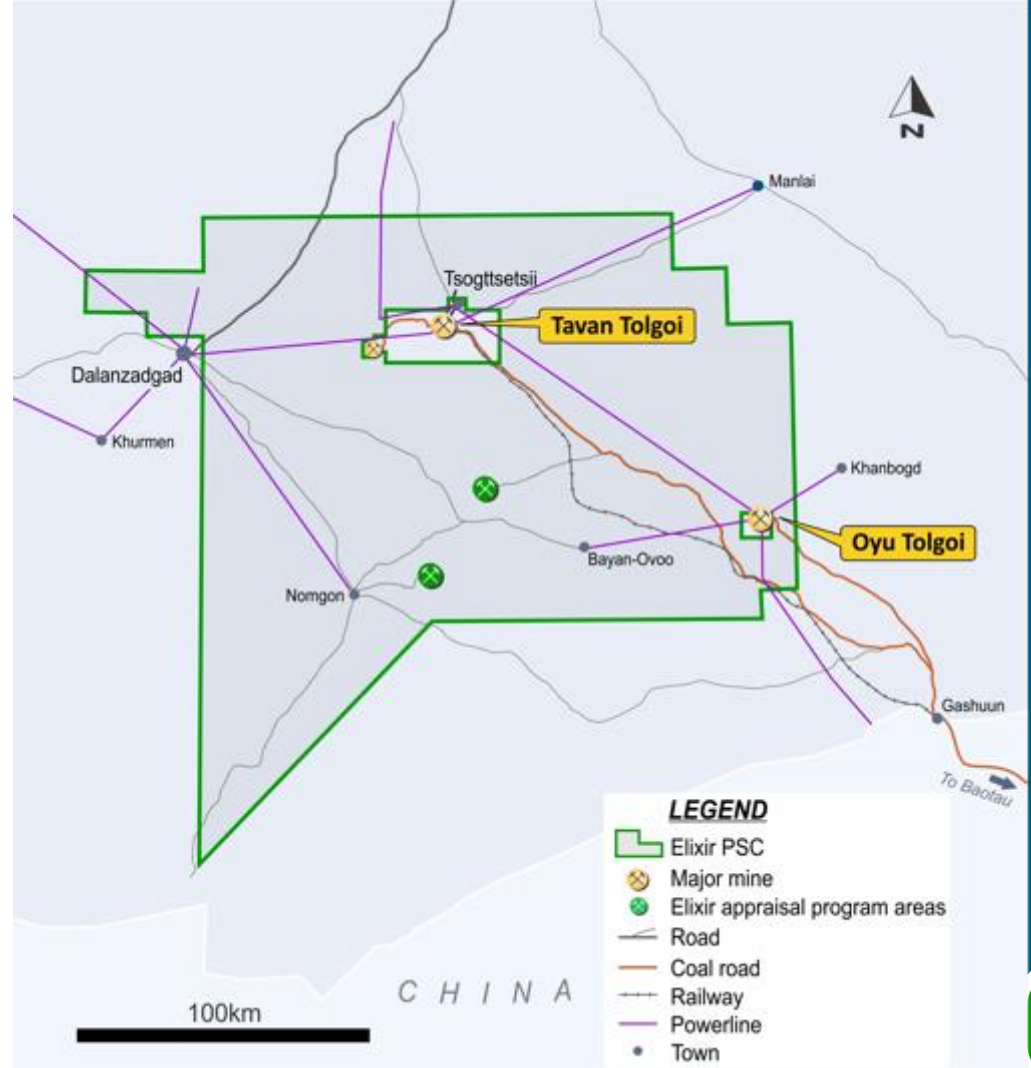 N
Manlai
Tsogttsetsii
Tavan Tolgoi
Dalanzadgad
Khurmen
Khanbogd
Oyu Tolgoi
Bayan-Ovoo
Nomgon
Gashuun
To Baotau
LEGEND
Elixir PSC
Major mine
Elixir appraisal program areas
Road
Coal road
Railway
Powerline
Town
CHINA
100km